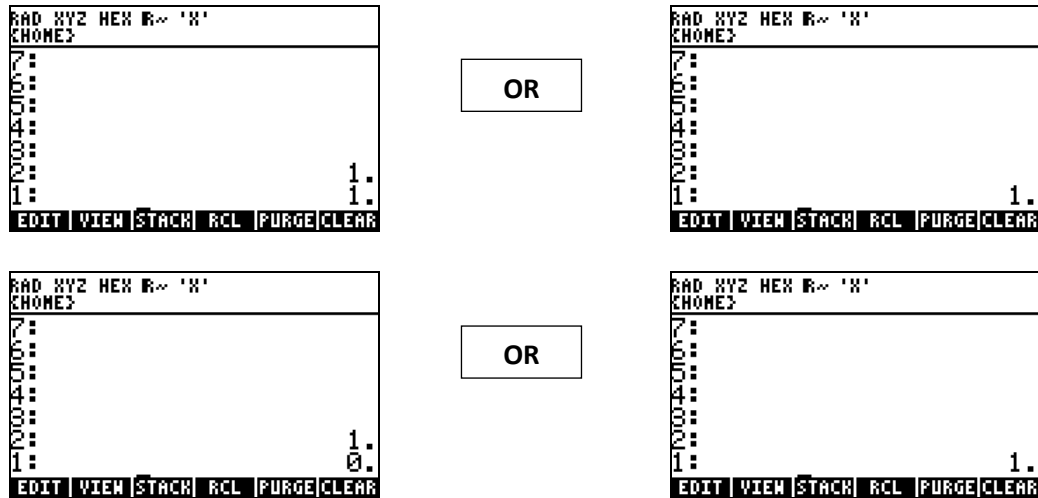 RAD XYZ HEX R~ 'X'
{HOME}
7:
6:
5:
4:
3:
2: 1.
1: 1.
EDIT VIEW STACK RCL PURGE CLEAR
OR
RAD XYZ HEX R~ 'X'
{HOME}
7:
6:
5:
4:
3:
2:
1: 1.
EDIT VIEW STACK RCL PURGE CLEAR
RAD XYZ HEX R~ 'X'
{HOME}
7:
6:
5:
4:
3:
2: 1.
1: 0.
EDIT VIEW STACK RCL PURGE CLEAR
OR
RAD XYZ HEX R~ 'X'
{HOME}
7:
6:
5:
4:
3:
2:
1: 1.
EDIT VIEW STACK RCL PURGE CLEAR